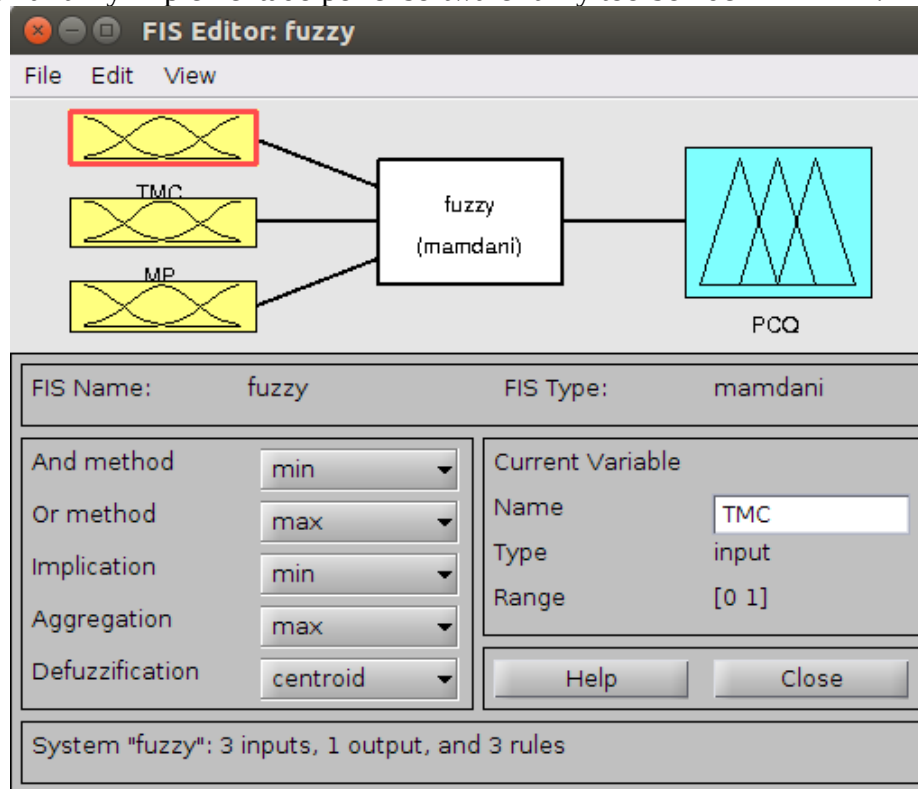 FIS Editor: fuzzy
File Edit View
TMC
MP
fuzzy
(mamdani)
PCQ
FIS Name: fuzzy FIS Type: mamdani
And method min
Or method max
Implication min
Aggregation max
Defuzzification centroid
Current Variable
Name TMC
Type input
Range [0 1]
Help Close
System "fuzzy": 3 inputs, 1 output, and 3 rules